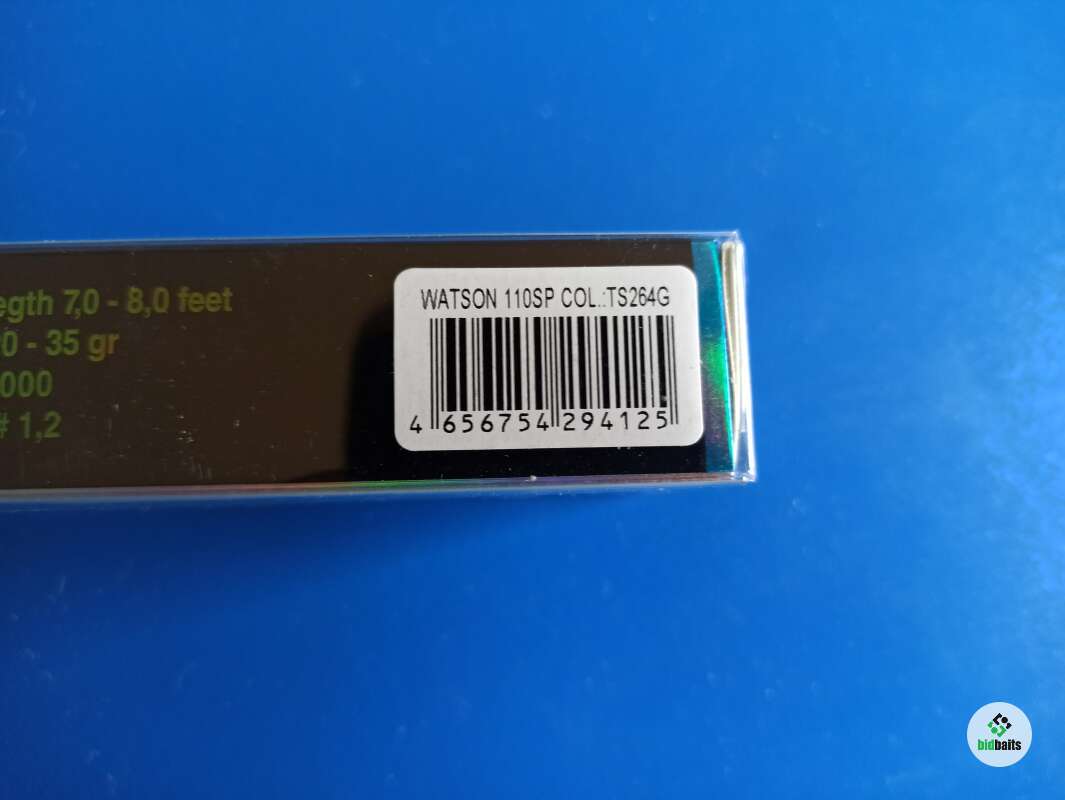 egth 7,0 - 8,0 feet
0 - 35 gr
000
# 1,2
WATSON 110SP COL.:TS264G
4 656754 294125
bidbaits